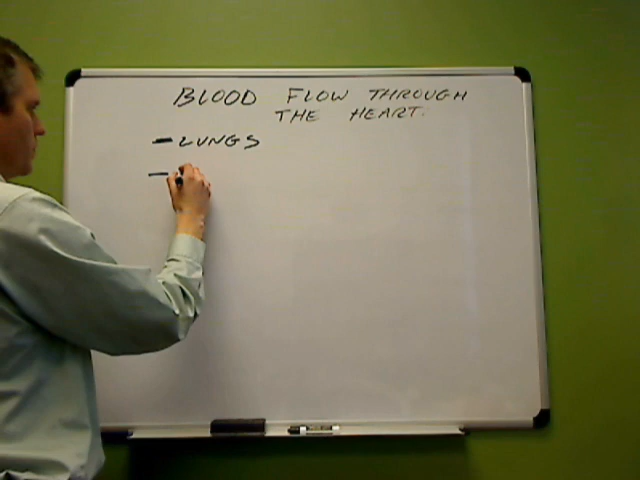 BLOOD FLOW THROUGH
THE HEART.
- LUNGS
-